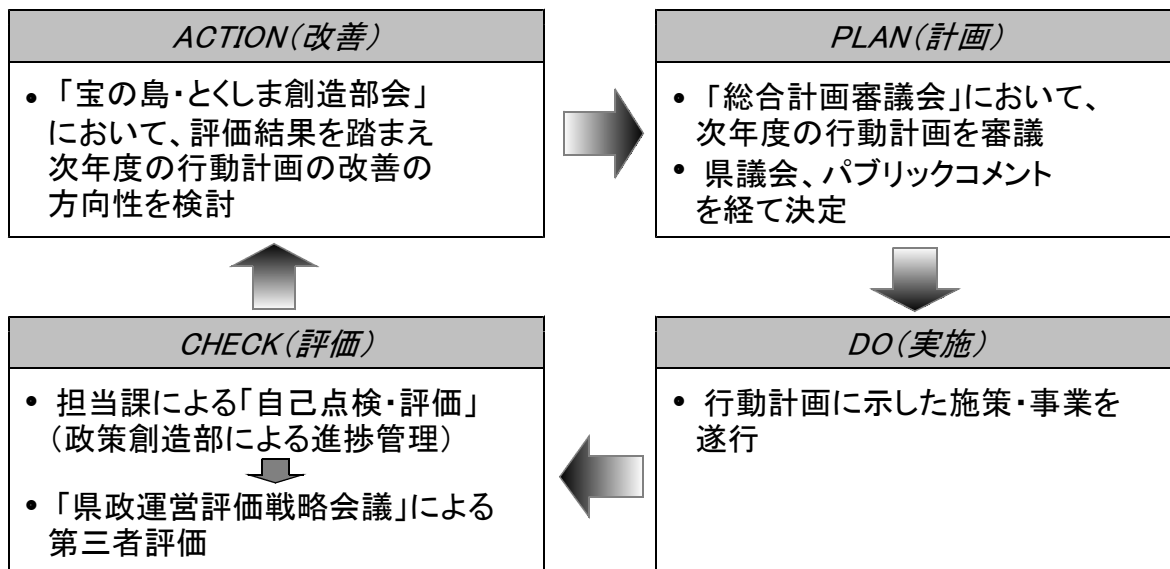 ACTION(改善)
• 「宝の島・とくしま創造部会」
において、評価結果を踏まえ
次年度の行動計画の改善の
方向性を検討
PLAN(計画)
• 「総合計画審議会」において、
次年度の行動計画を審議
• 県議会、パブリックコメント
を経て決定
CHECK(評価)
• 担当課による「自己点検・評価」
(政策創造部による進捗管理)
• 「県政運営評価戦略会議」による
第三者評価
DO(実施)
• 行動計画に示した施策・事業を
遂行